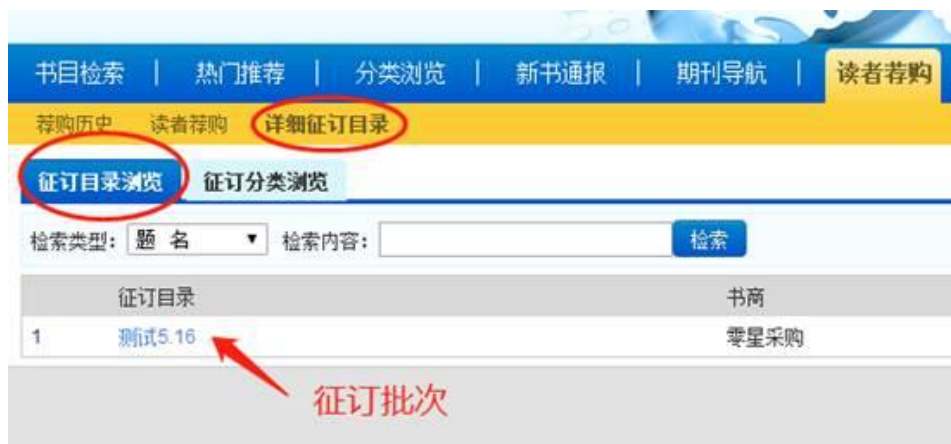 书目检索 | 热门推荐 | 分类浏览 | 新书通报 | 期刊导航 | 读者荐购
荐购历史 读者荐购 详细征订目录
征订目录浏览 征订分类浏览
检索类型: 题 名 ▼ 检索内容: 检索
征订目录 书商
1 测试5.16 零星采购
征订批次